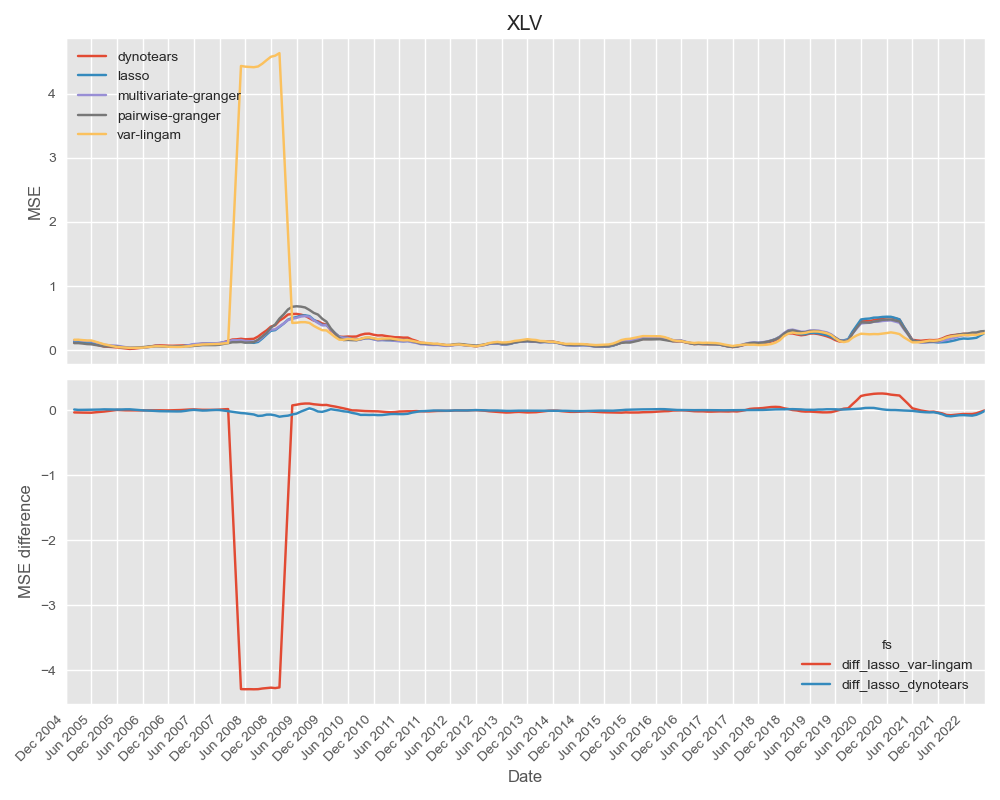 XLV
dynotears
lasso
multivariate-granger
pairwise-granger
var-lingam
4
3
2
1
0
MSE
0
−1
−2
−3
−4
MSE difference
fs
diff_lasso_var-lingam
diff_lasso_dynotears
Dec 2004
Jun 2005
Dec 2005
Jun 2006
Dec 2006
Jun 2007
Dec 2007
Jun 2008
Dec 2008
Jun 2009
Dec 2009
Jun 2010
Dec 2010
Jun 2011
Dec 2011
Jun 2012
Dec 2012
Jun 2013
Dec 2013
Jun 2014
Dec 2014
Jun 2015
Dec 2015
Jun 2016
Dec 2016
Jun 2017
Dec 2017
Jun 2018
Dec 2018
Jun 2019
Dec 2019
Jun 2020
Dec 2020
Jun 2021
Dec 2021
Jun 2022
Date